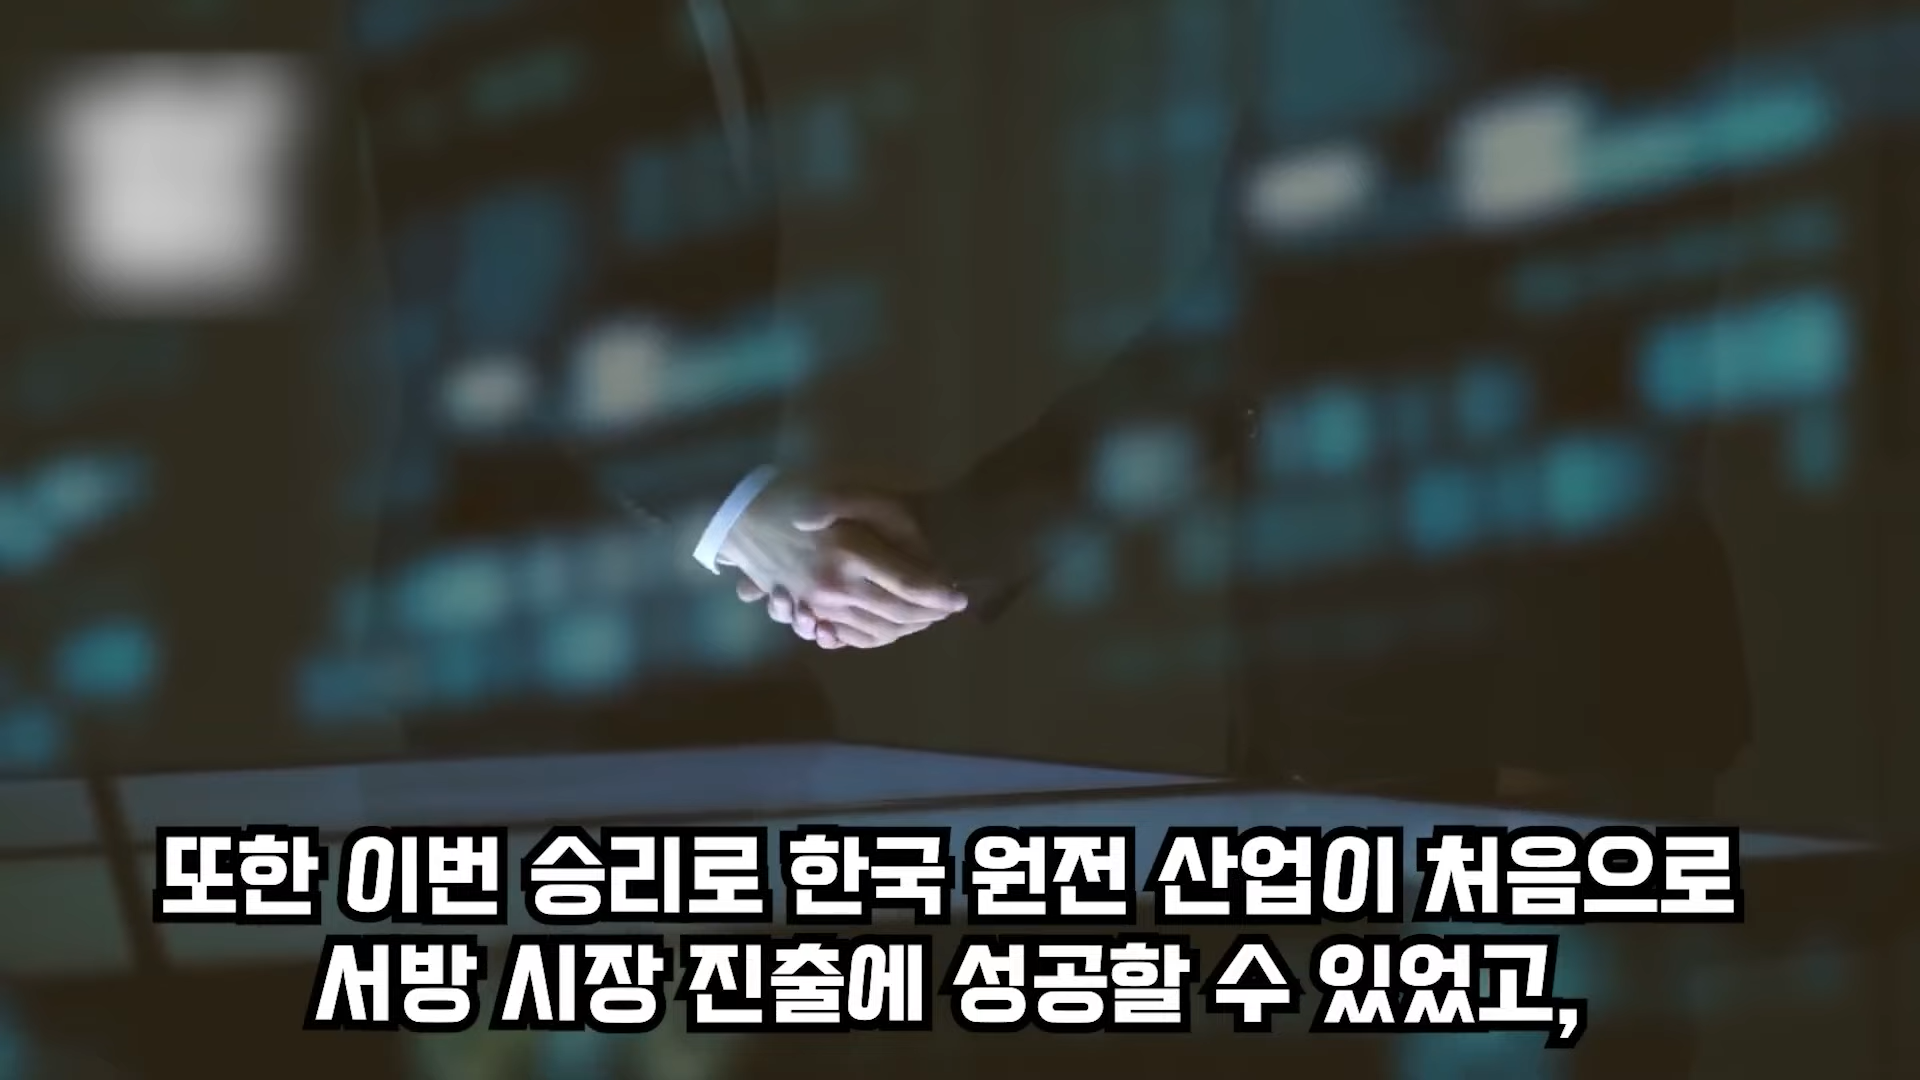 또한 이번 승리로 한국 원전 산업이 처음으로
서방 시장 진출에 성공할 수 있었고,